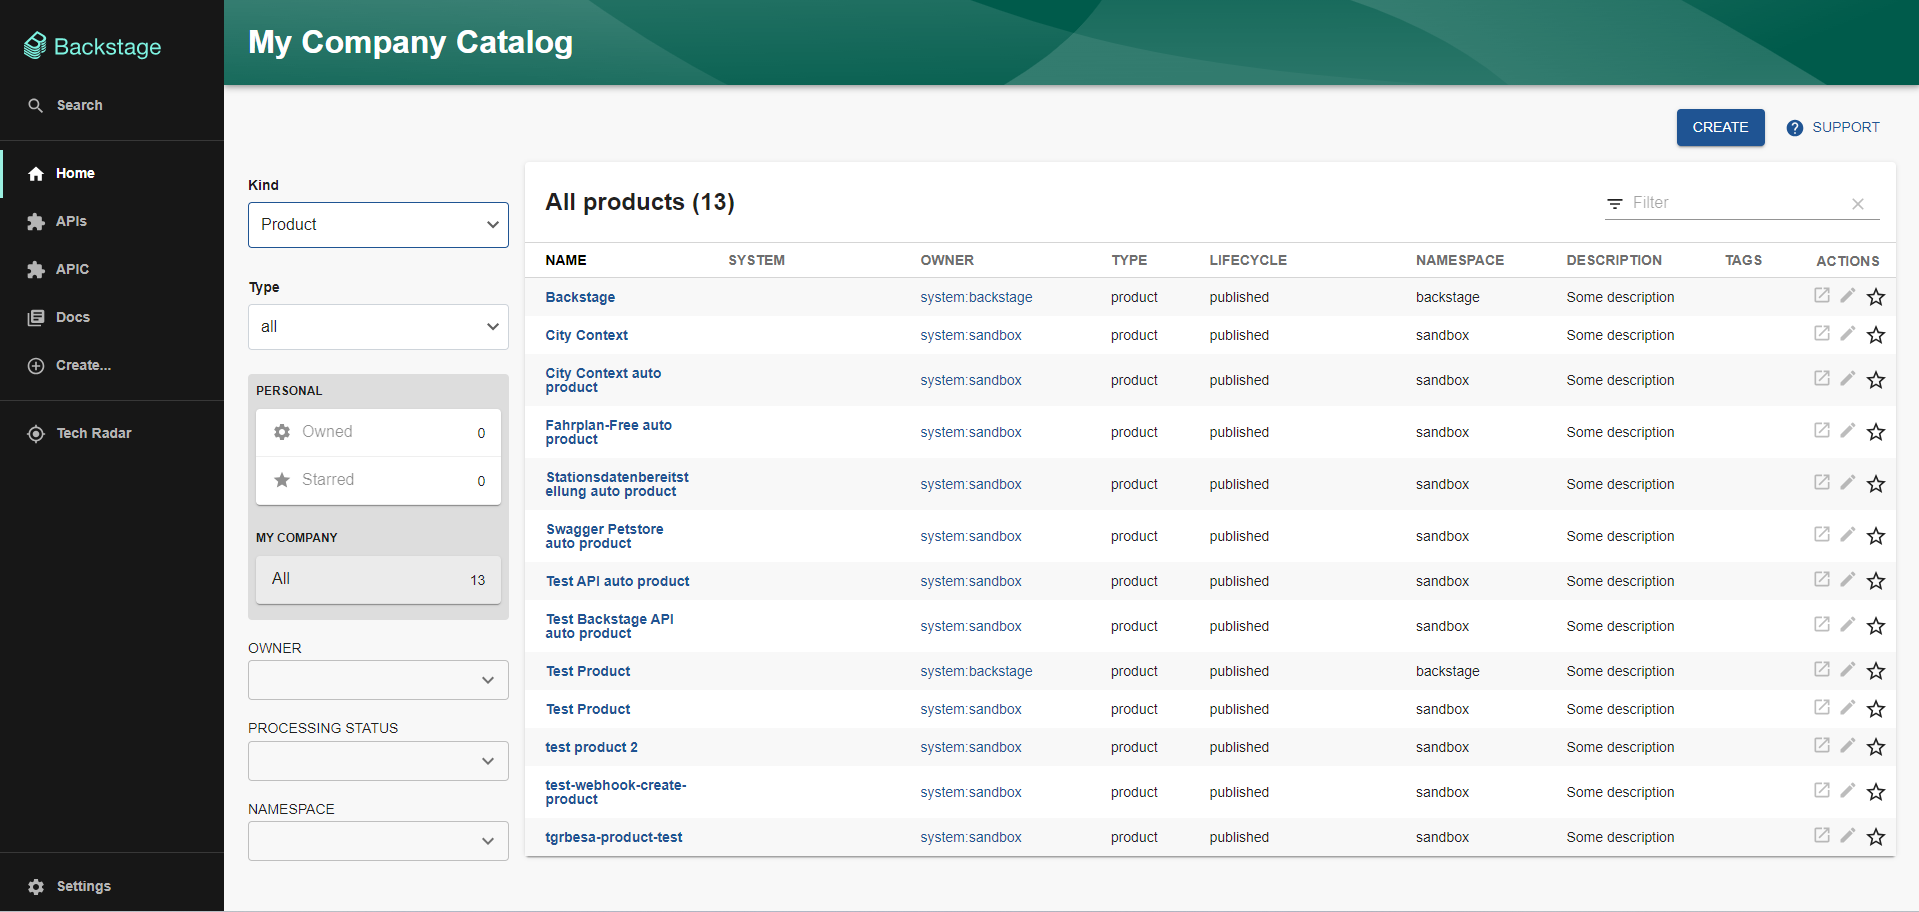 Backstage
Search
Home
APIs
APIC
Docs
Create...
Tech Radar
Settings
My Company Catalog
CREATE
SUPPORT
Kind
Product
Type
all
PERSONAL
Owned 0
Starred 0
MY COMPANY
All 13
OWNER
PROCESSING STATUS
NAMESPACE
All products (13)
Filter
NAME SYSTEM OWNER TYPE LIFECYCLE NAMESPACE DESCRIPTION TAGS ACTIONS
Backstage system:backstage product published backstage Some description
City Context system:sandbox product published sandbox Some description
City Context auto
product system:sandbox product published sandbox Some description
Fahrplan-Free auto
product system:sandbox product published sandbox Some description
Stationsdatenbereitst
ellung auto product system:sandbox product published sandbox Some description
Swagger Petstore
auto product system:sandbox product published sandbox Some description
Test API auto product system:sandbox product published sandbox Some description
Test Backstage API
auto product system:sandbox product published sandbox Some description
Test Product system:backstage product published backstage Some description
Test Product system:sandbox product published sandbox Some description
test product 2 system:sandbox product published sandbox Some description
test-webhook-create-
product system:sandbox product published sandbox Some description
tgrbesa-product-test system:sandbox product published sandbox Some description